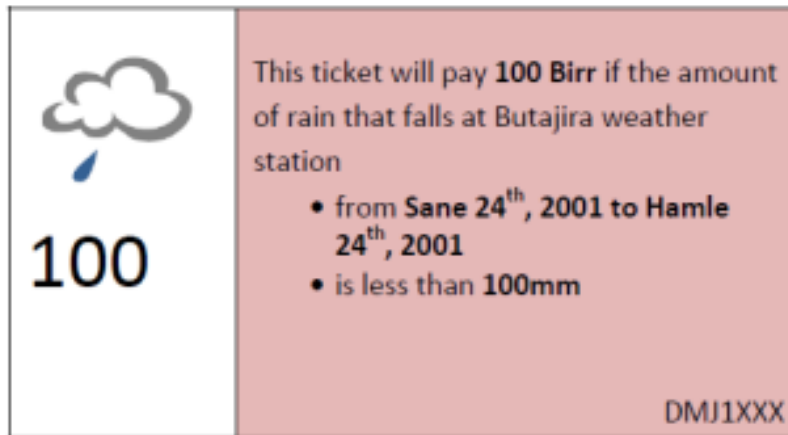 This ticket will pay 100 Birr if the amount
of rain that falls at Butajira weather
station
• from Sane 24th, 2001 to Hamle
24th, 2001
• is less than 100mm
100
DMJ1XXX